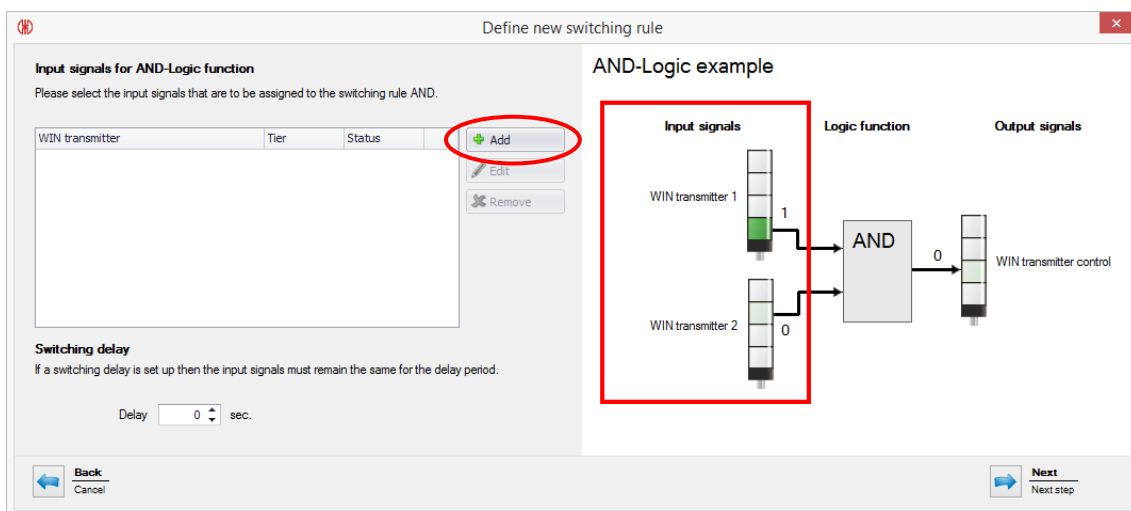 Define new switching rule
Input signals for AND-Logic function
Please select the input signals that are to be assigned to the switching rule AND.
WIN transmitter Tier Status
Add
Edit
Remove
Switching delay
If a switching delay is set up then the input signals must remain the same for the delay period.
Delay 0 sec.
AND-Logic example
Input signals Logic function Output signals
WIN transmitter 1
1
AND
0
WIN transmitter control
WIN transmitter 2
0
Back
Cancel
Next
Next step